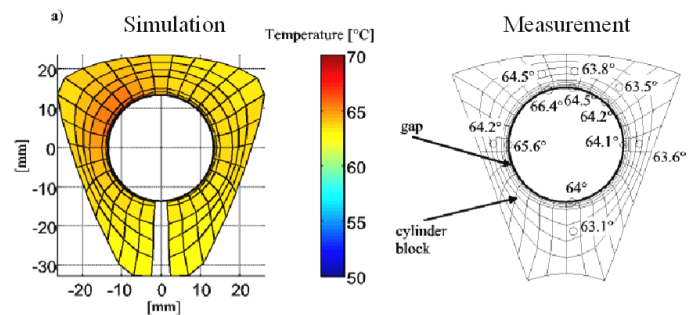 a)
Simulation
Measurement
Temperature [°C]
20
10
0
-10
-20
-30
[mm]
-20 -10 0 10 20
[mm]
70
65
60
55
50
64.5°
63.8°
63.5°
66.4°
64.5°
64.2°
64.2°
65.6°
64.1°
63.6°
64°
63.1°
gap
cylinder
block